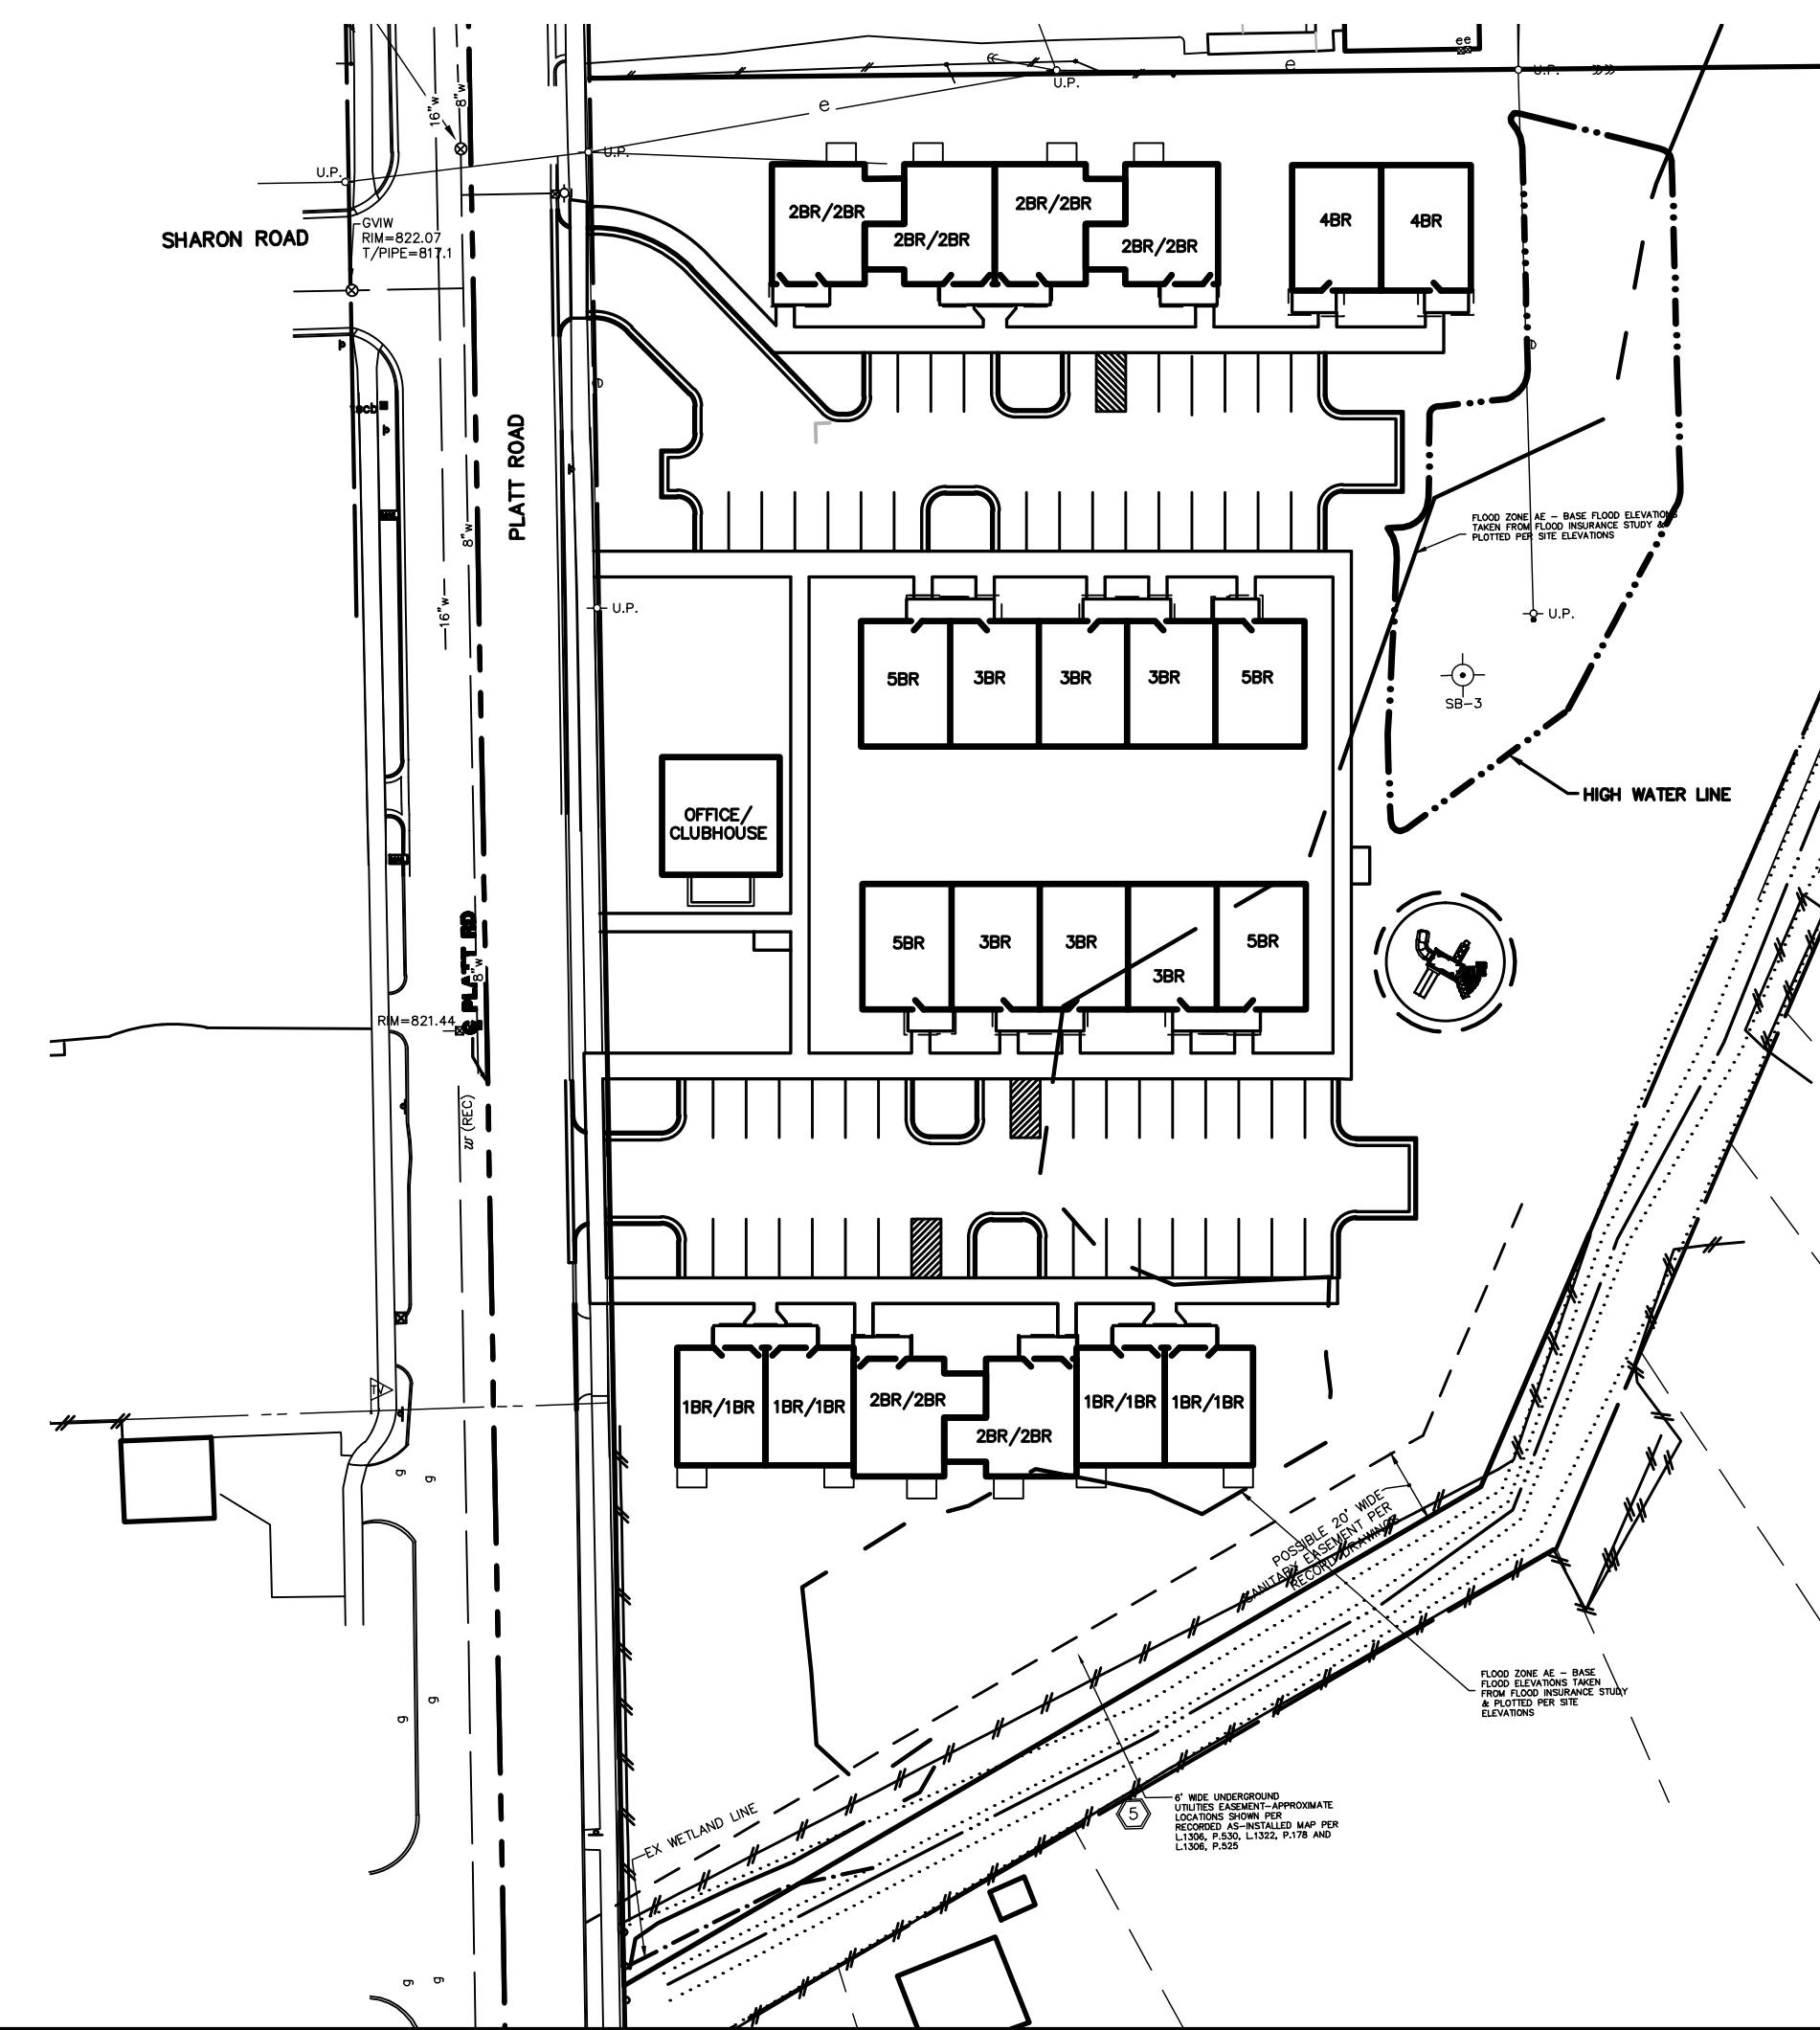 ee
e
e
U.P.
U.P.
16"w
8"w
e
U.P.
U.P.
SHARON ROAD
GVIW
RIM=822.07
T/PIPE=817.1
2BR/2BR
2BR/2BR
2BR/2BR
2BR/2BR
4BR
4BR
e
e
PLATT ROAD
8"w
16"w
FLOOD ZONE AE – BASE FLOOD ELEVATIONS
TAKEN FROM FLOOD INSURANCE STUDY &
PLOTTED PER SITE ELEVATIONS
U.P.
U.P.
5BR
3BR
3BR
3BR
5BR
SB–3
HIGH WATER LINE
OFFICE/
CLUBHOUSE
5BR
3BR
3BR
3BR
5BR
PLATT RD
8"w
RIM=821.44
w (REC)
TV
1BR/1BR
1BR/1BR
2BR/2BR
2BR/2BR
1BR/1BR
1BR/1BR
g
g
POSSIBLE 20' WIDE
SANITARY EASEMENT PER
RECORD DRAWINGS
FLOOD ZONE AE – BASE
FLOOD ELEVATIONS TAKEN
FROM FLOOD INSURANCE STUDY
& PLOTTED PER SITE
ELEVATIONS
g
g
5
6' WIDE UNDERGROUND
UTILITIES EASEMENT–APPROXIMATE
LOCATIONS SHOWN PER
RECORDED AS–INSTALLED MAP PER
L.1306, P.530, L.1322, P.178 AND
L.1306, P.525
EX WETLAND LINE
g
g